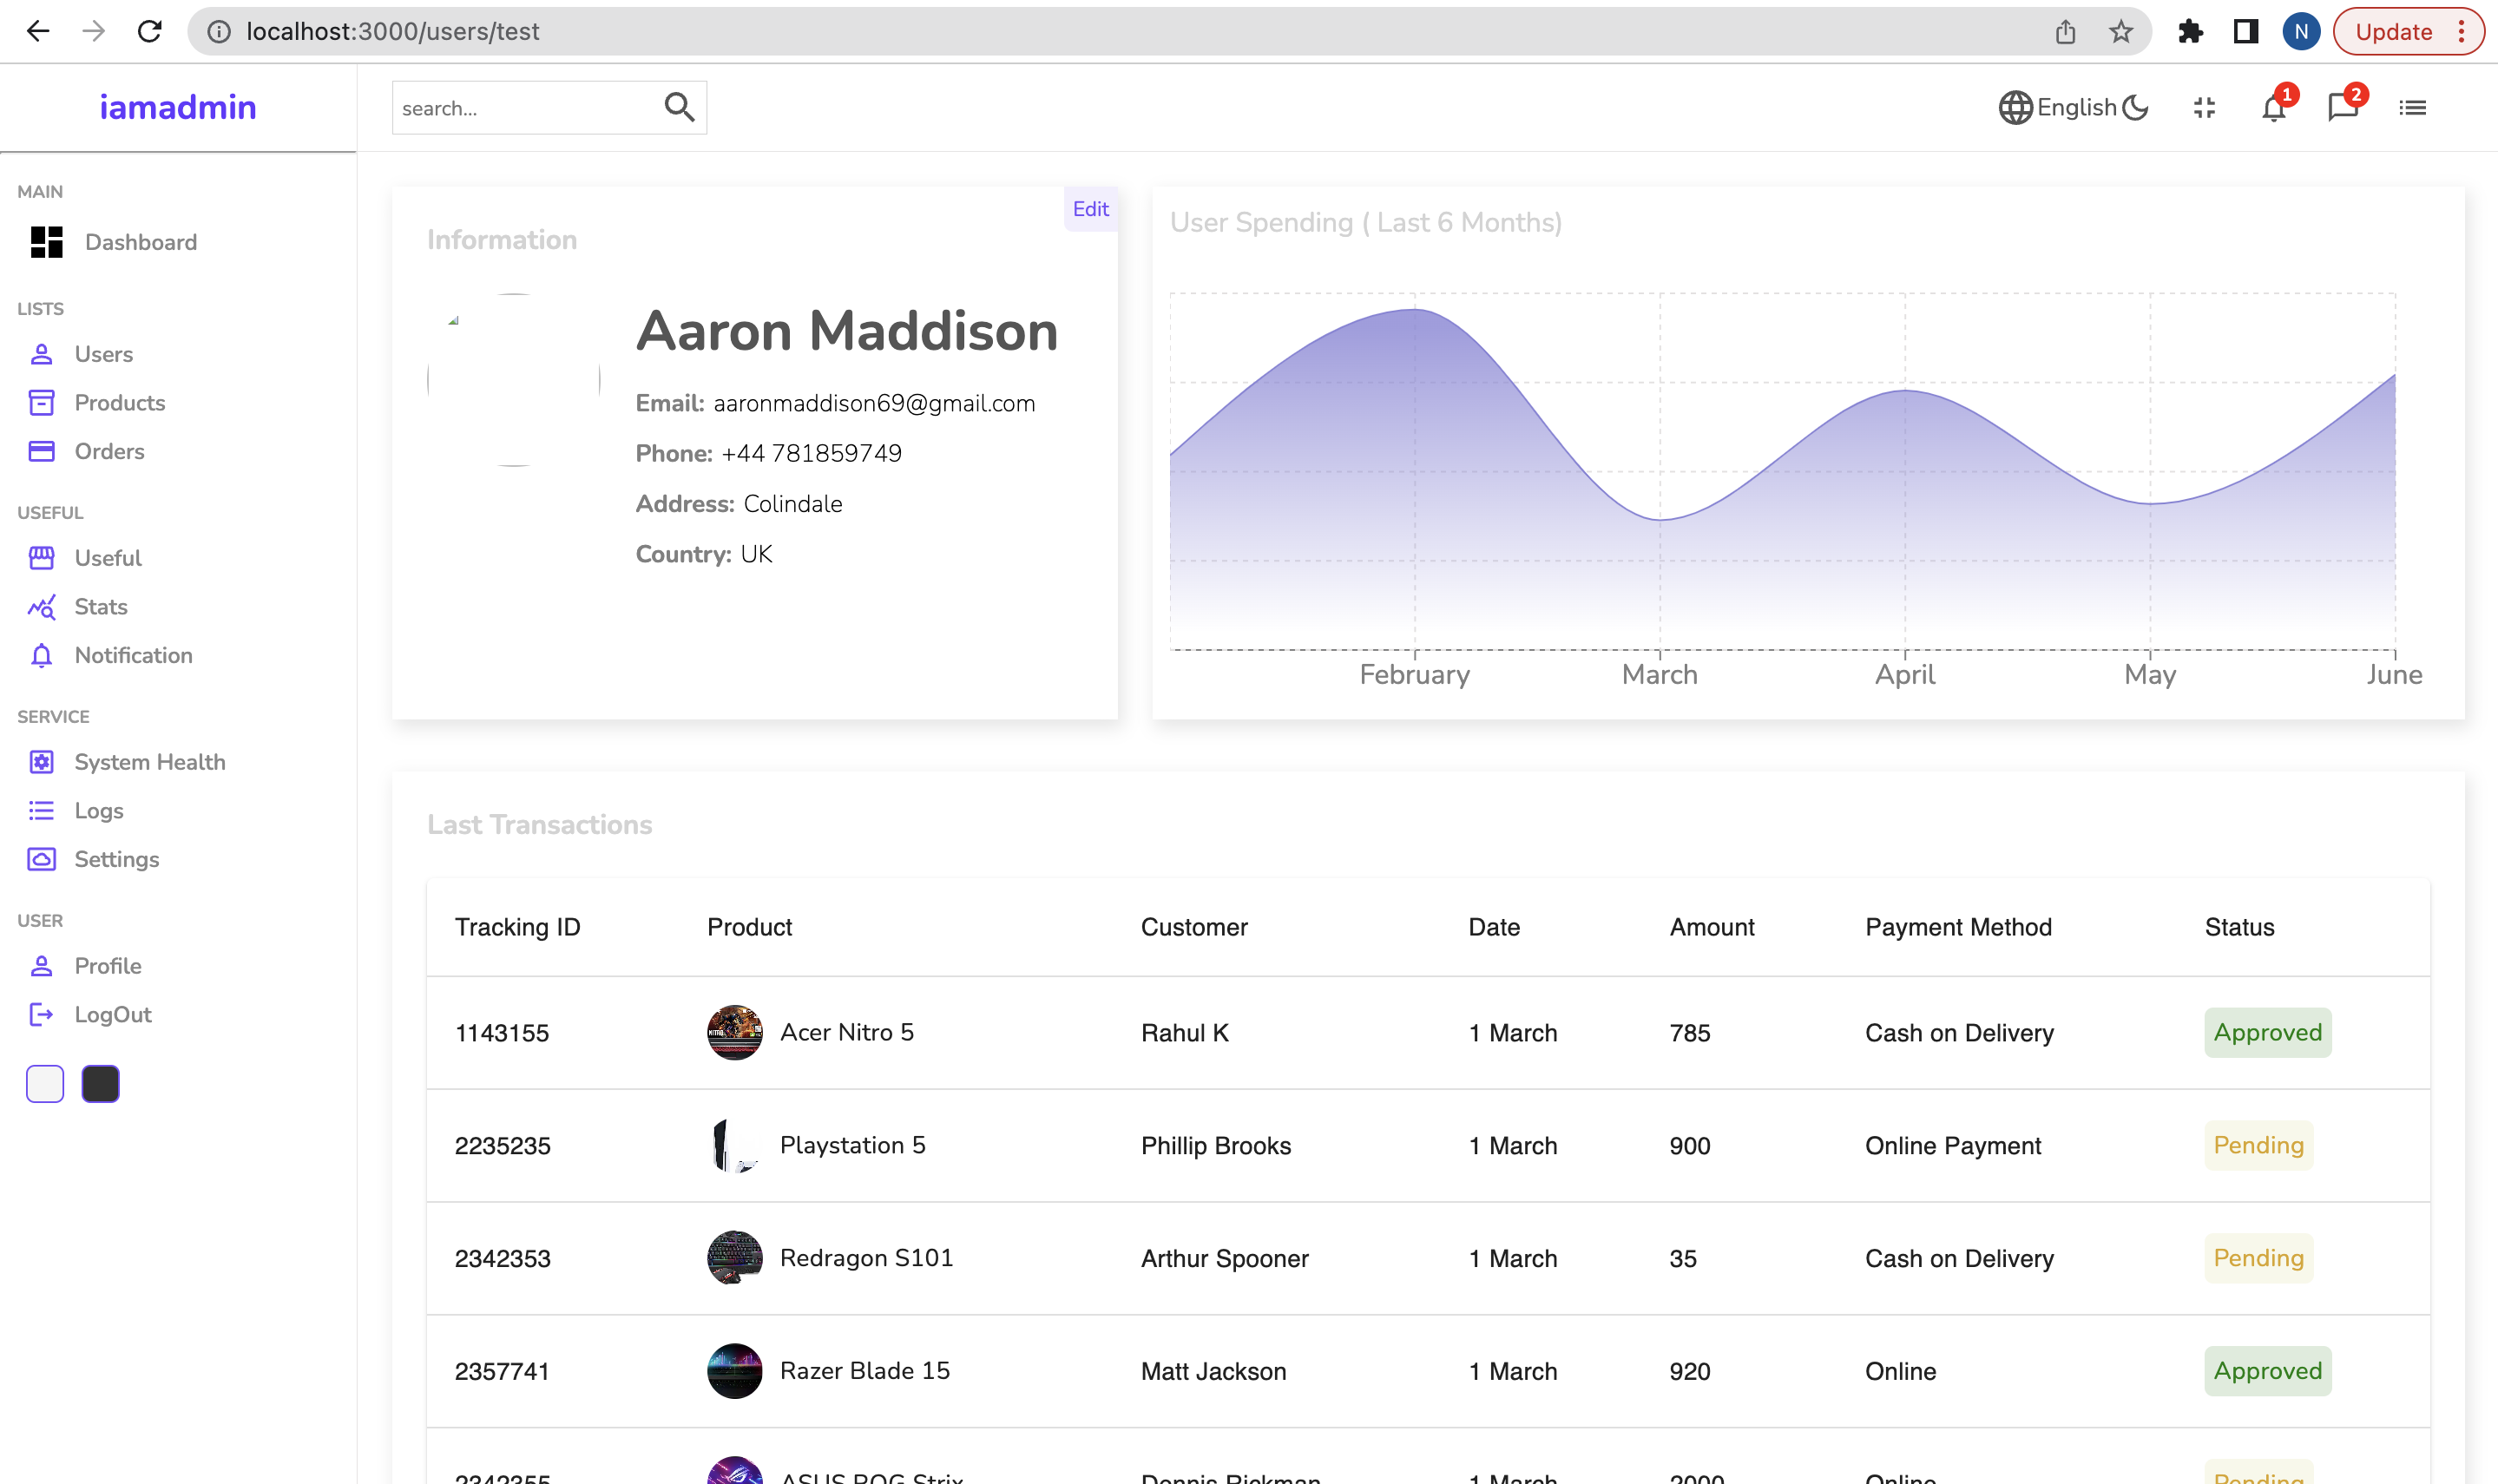 localhost:3000/users/test
N
Update
iamadmin
search...
English
1
2
MAIN
Dashboard
LISTS
Users
Products
Orders
USEFUL
Useful
Stats
Notification
SERVICE
System Health
Logs
Settings
USER
Profile
LogOut
Edit
Information
Aaron Maddison
Email: aaronmaddison69@gmail.com
Phone: +44 781859749
Address: Colindale
Country: UK
User Spending ( Last 6 Months)
February March April May June
Last Transactions
Tracking ID Product Customer Date Amount Payment Method Status
1143155 Acer Nitro 5 Rahul K 1 March 785 Cash on Delivery Approved
2235235 Playstation 5 Phillip Brooks 1 March 900 Online Payment Pending
2342353 Redragon S101 Arthur Spooner 1 March 35 Cash on Delivery Pending
2357741 Razer Blade 15 Matt Jackson 1 March 920 Online Approved
2342355 ASUS ROG Strix Dennis Rickman 1 March 2000 Online Pending